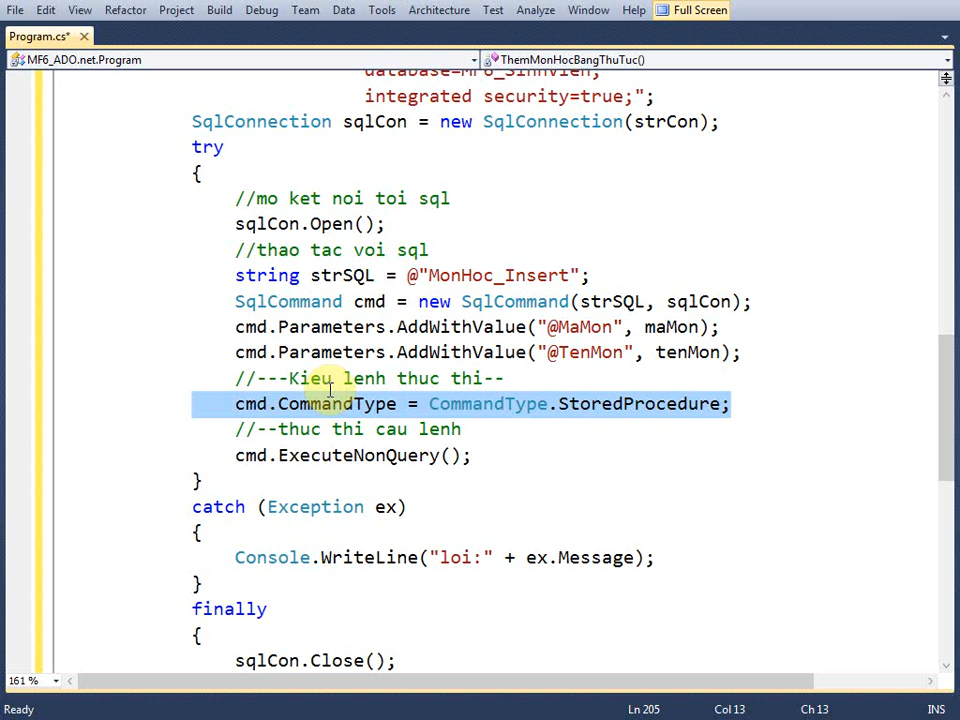 File Edit View Refactor Project Build Debug Team Data Tools Architecture Test Analyze Window Help Full Screen
Program.cs*
MF6_ADO.net.Program ThemMonHocBangThuTuc()
database=MF6_SinhVien;
integrated security=true;";
SqlConnection sqlCon = new SqlConnection(strCon);
try
{
//mo ket noi toi sql
sqlCon.Open();
//thao tac voi sql
string strSQL = @"MonHoc_Insert";
SqlCommand cmd = new SqlCommand(strSQL, sqlCon);
cmd.Parameters.AddWithValue("@MaMon", maMon);
cmd.Parameters.AddWithValue("@TenMon", tenMon);
//---Kieu lenh thuc thi--
cmd.CommandType = CommandType.StoredProcedure;
//--thuc thi cau lenh
cmd.ExecuteNonQuery();
}
catch (Exception ex)
{
Console.WriteLine("loi:" + ex.Message);
}
finally
{
sqlCon.Close();
161 %
Ready Ln 205 Col 13 Ch 13 INS